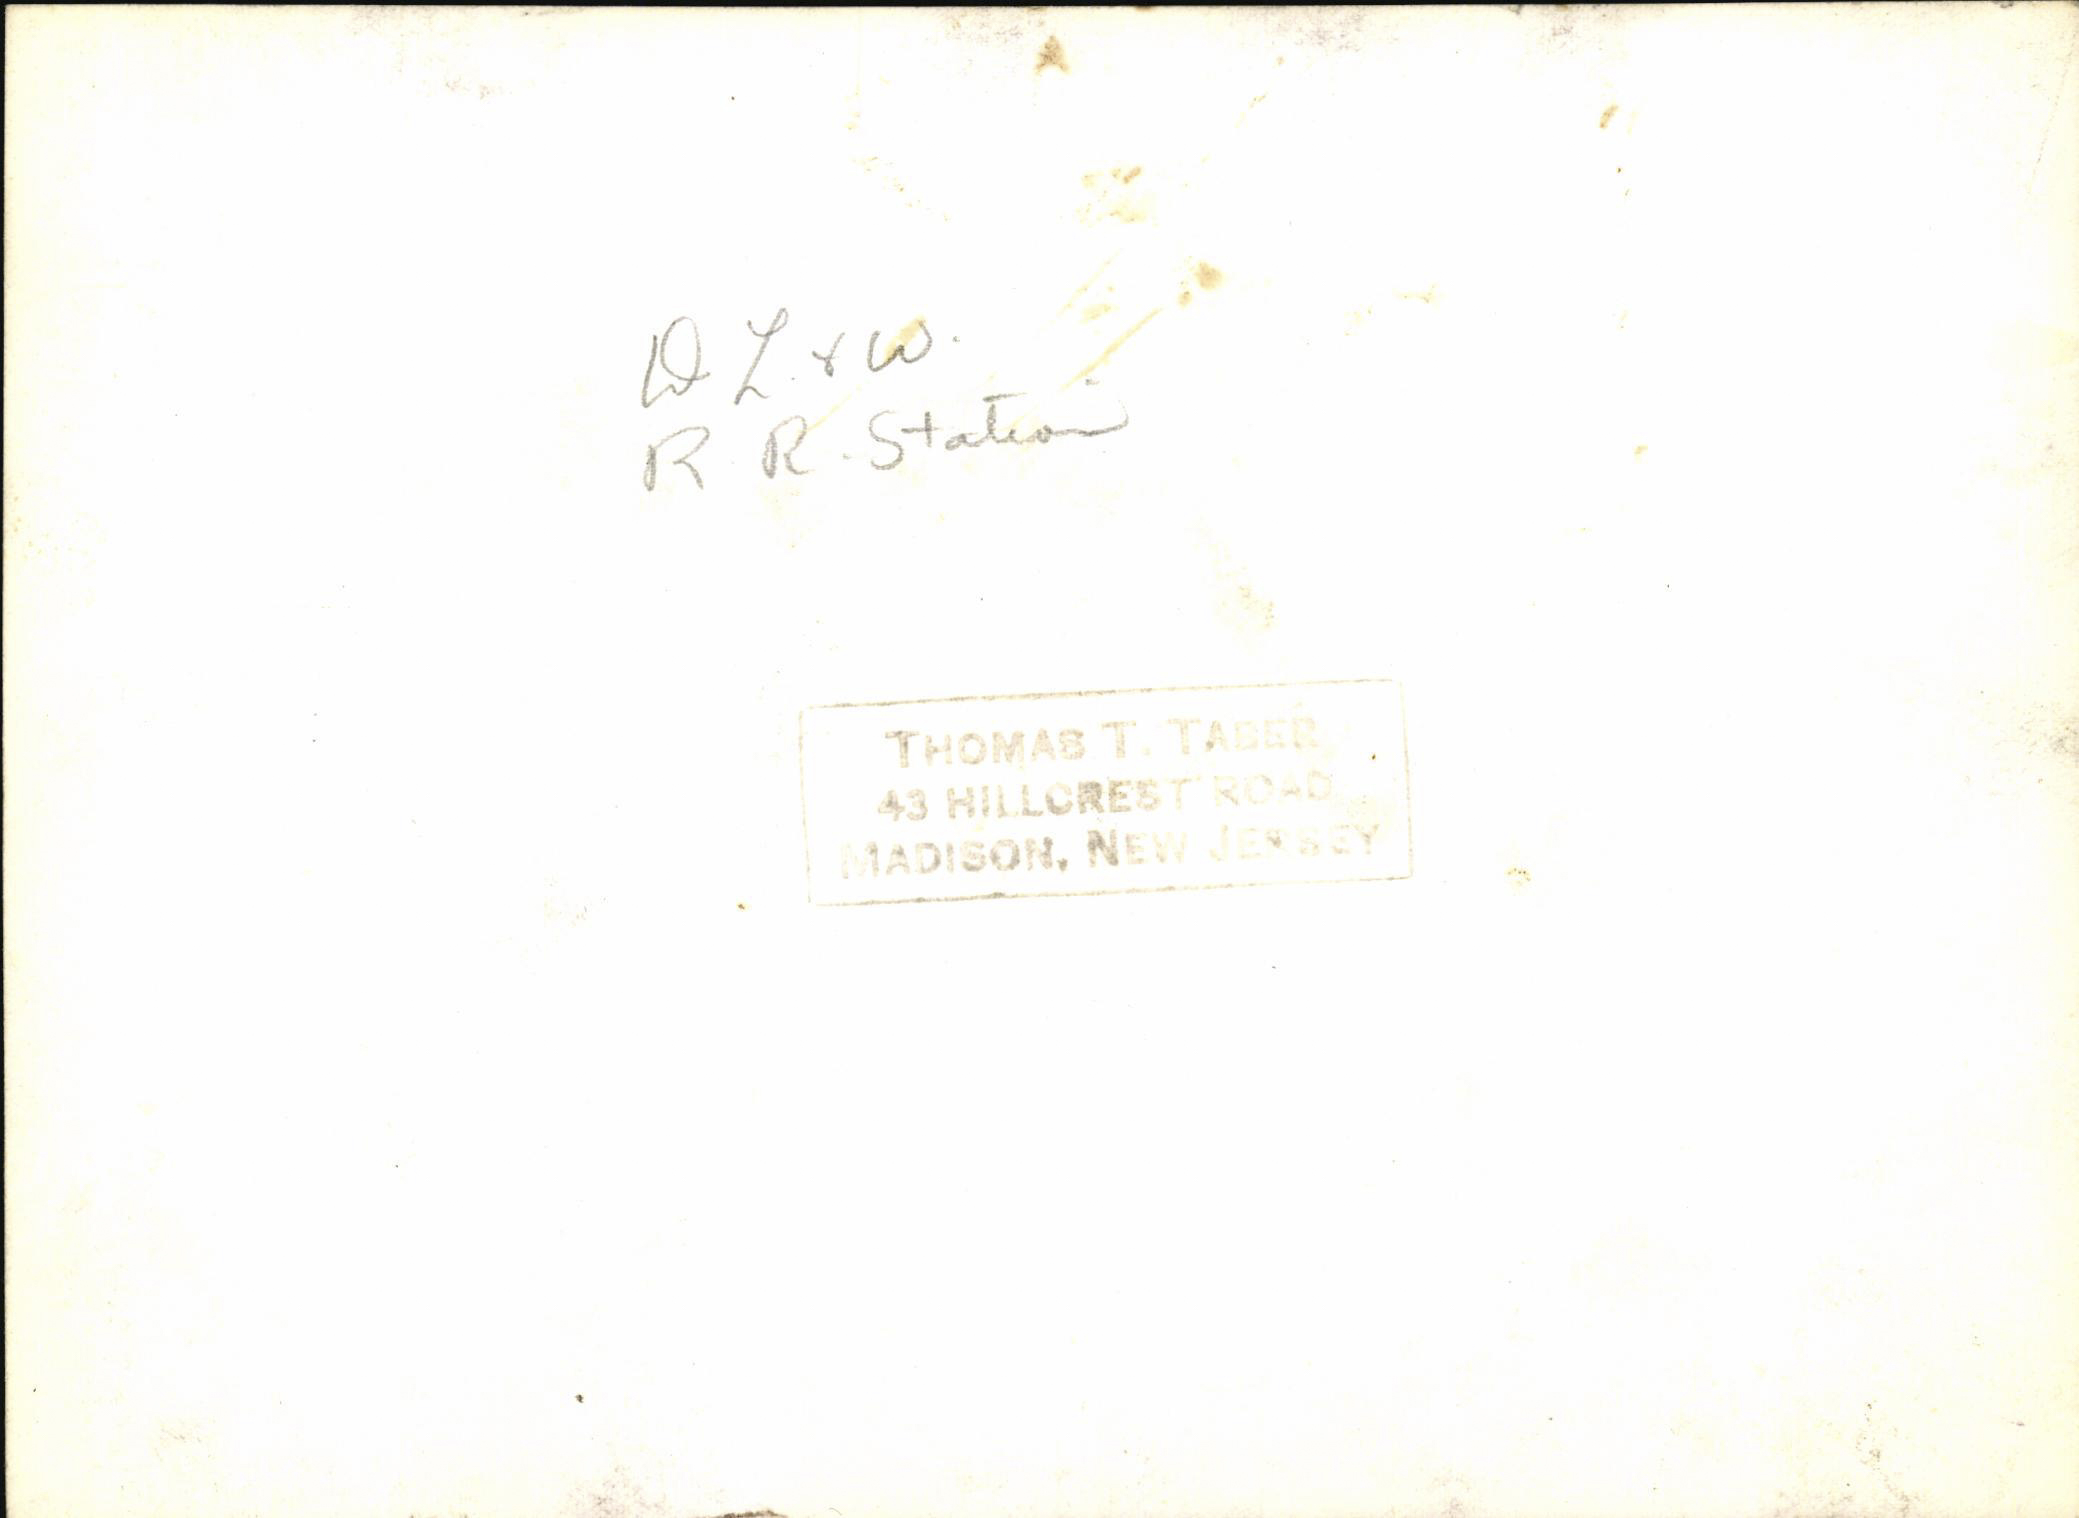 D L. & W.
R. R. Station
THOMAS T. TABER
43 HILLCREST ROAD
MADISON, NEW JERSEY